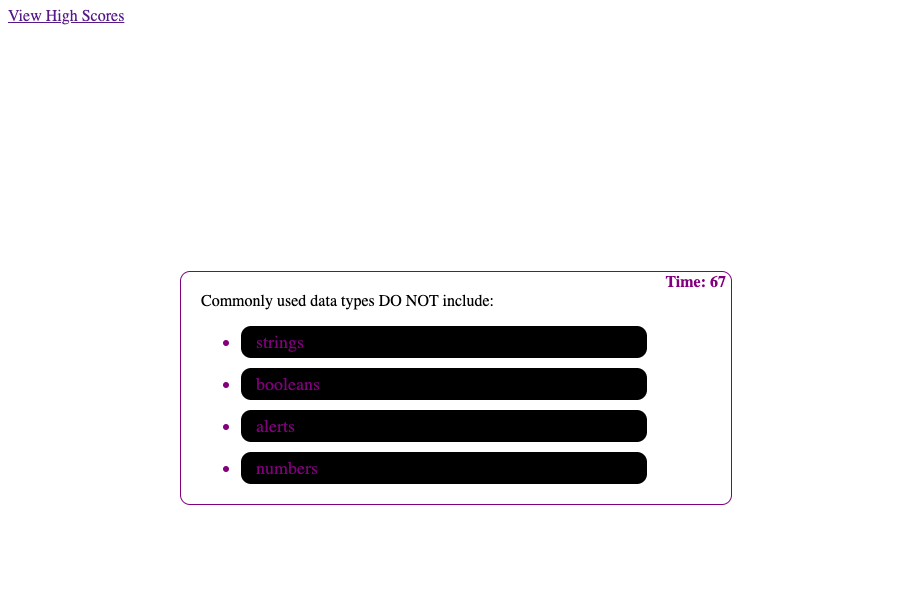 View High Scores
Time: 67
Commonly used data types DO NOT include:
strings
booleans
alerts
numbers